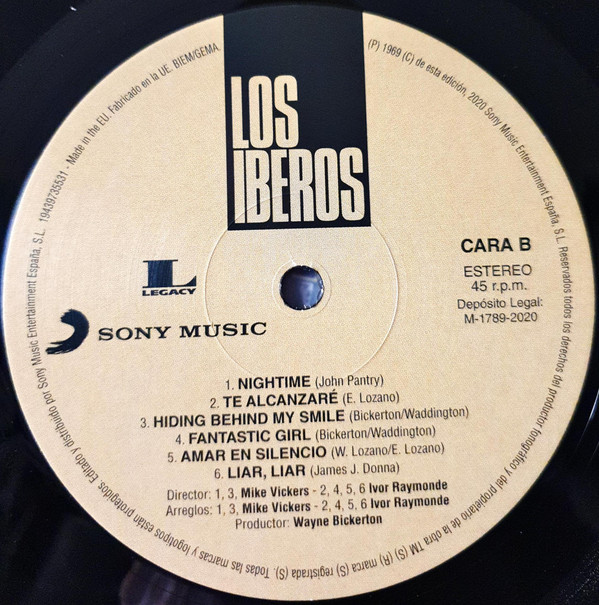 LOS
IBEROS
CARA B
ESTEREO
45 r.p.m.
Depósito Legal:
M-1789-2020
L
LEGACY
SONY MUSIC
1. NIGHTIME (John Pantry)
2. TE ALCANZARÉ (E. Lozano)
3. HIDING BEHIND MY SMILE (Bickerton/Waddington)
4. FANTASTIC GIRL (Bickerton/Waddington)
5. AMAR EN SILENCIO (W. Lozano/E. Lozano)
6. LIAR, LIAR (James J. Donna)
Director: 1, 3, Mike Vickers - 2, 4, 5, 6 Ivor Raymonde
Arreglos: 1, 3, Mike Vickers - 2, 4, 5, 6 Ivor Raymonde
Productor: Wayne Bickerton
(P) 1969 (C) de esta edición, 2020 Sony Music Entertainment España, S.L. Reservados todos los derechos del productor fonográfico y del propietario de la obra TM (S) (R) marca (S) registrada (S). Todas las marcas y logotipos están protegidos. Editado y distribuido por Sony Music Entertainment España, S.L. 19439735531 - Made in the EU. Fabricado en la UE. BIEM/GEMA.